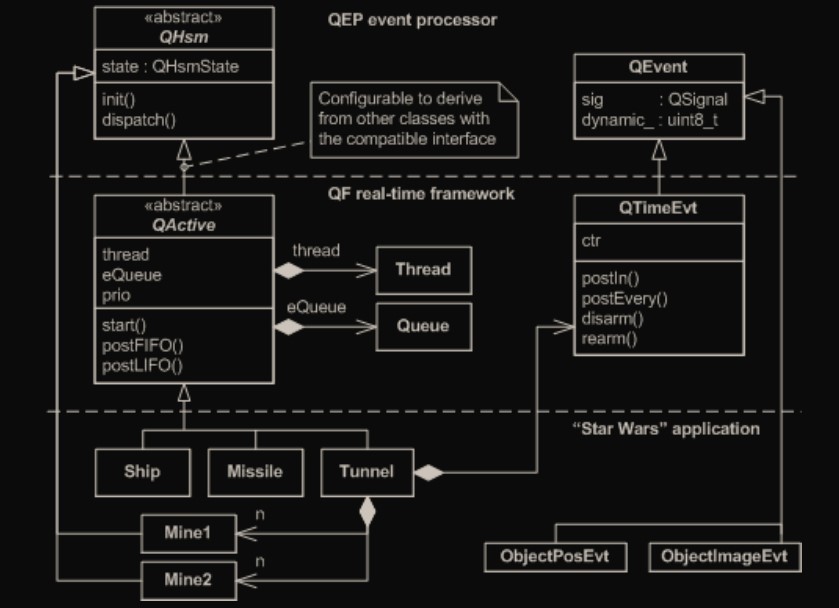 «abstract»
QHsm
state : QHsmState
init()
dispatch()
QEP event processor
Configurable to derive
from other classes with
the compatible interface
QEvent
sig : QSignal
dynamic_ : uint8_t
QF real-time framework
«abstract»
QActive
thread
eQueue
prio
start()
postFIFO()
postLIFO()
thread
Thread
eQueue
Queue
QTimeEvt
ctr
postIn()
postEvery()
disarm()
rearm()
“Star Wars” application
Ship
Missile
Tunnel
Mine1
n
Mine2
n
ObjectPosEvt
ObjectImageEvt